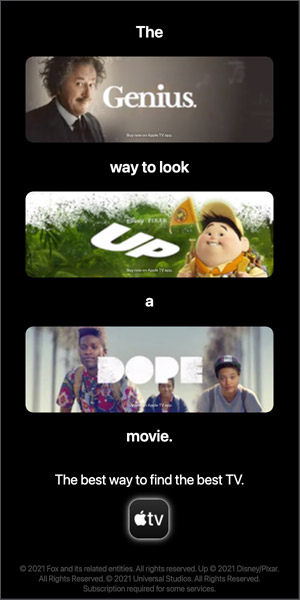 The
Genius.
Buy now on Apple TV app.
way to look
Disney · PIXAR
UP
Buy now on Apple TV app.
a
DOPE
Buy now on Apple TV app.
movie.
The best way to find the best TV.
tv
© 2021 Fox and its related entities. All rights reserved. Up © 2021 Disney/Pixar.
All Rights Reserved. © 2021 Universal Studios. All Rights Reserved.
Subscription required for some services.